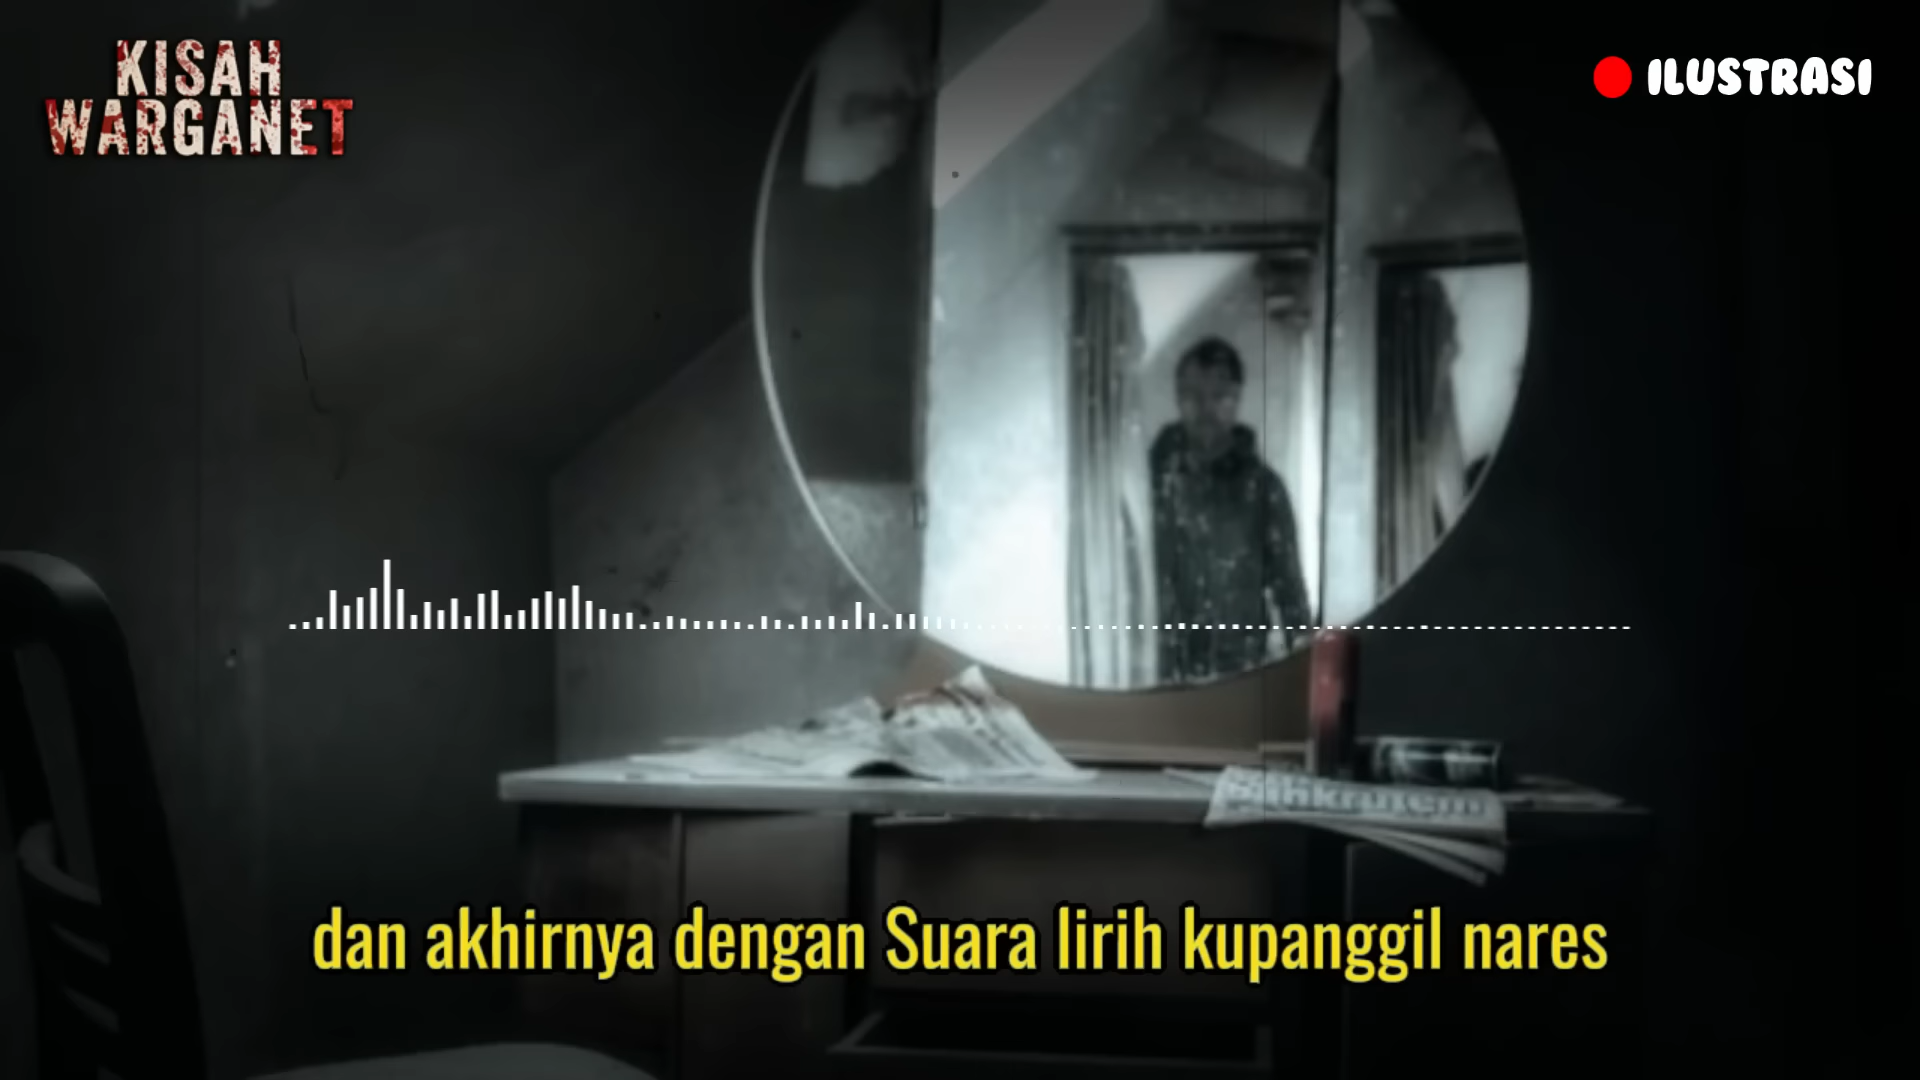 KISAH
WARGANET
ILUSTRASI
dan akhirnya dengan Suara lirih kupanggil nares